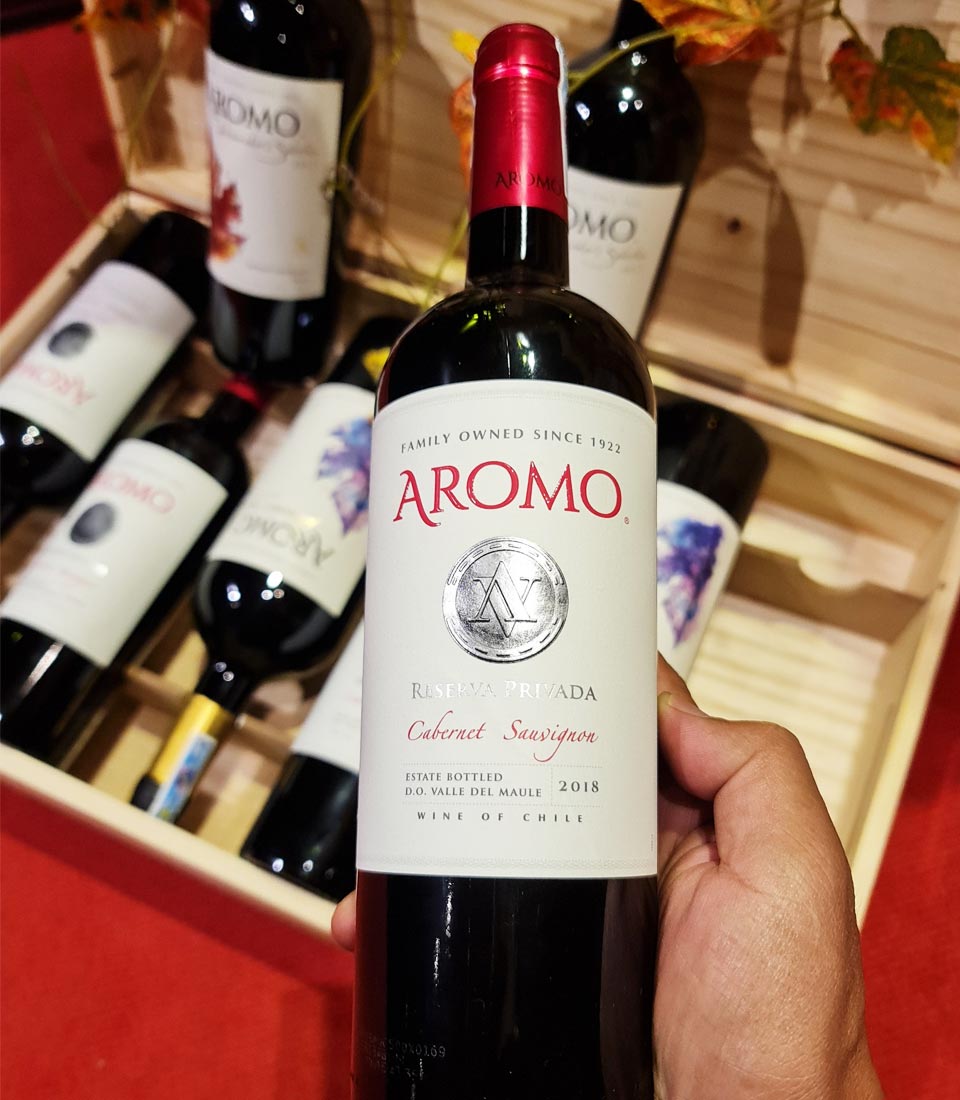 AROMO
AROMO
FAMILY OWNED SINCE 1922
AROMO®
AV
RESERVA PRIVADA
Cabernet Sauvignon
ESTATE BOTTLED
D.O. VALLE DEL MAULE
2018
WINE OF CHILE
AROMO
AROMO
AROMO